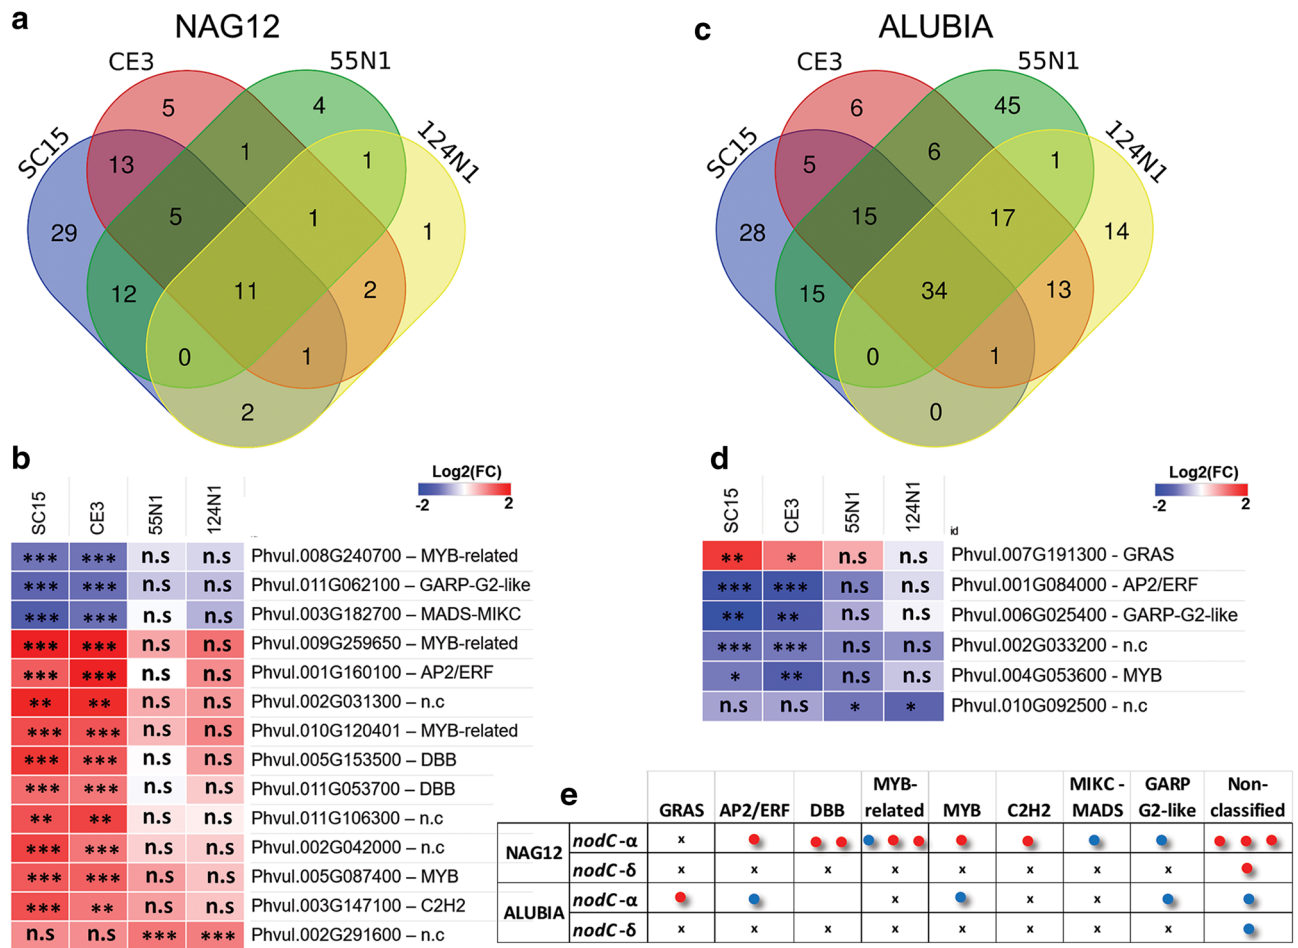 a
NAG12
CE3
55N1
SC15
124N1
5
4
13
1
1
29
5
1
1
12
11
2
0
1
2
c
ALUBIA
CE3
55N1
SC15
124N1
6
45
5
6
1
28
15
17
14
15
34
13
0
1
0
b
Log2(FC)
-2 2
SC15 CE3 55N1 124N1
*** *** n.s n.s Phvul.008G240700 – MYB-related
*** *** n.s n.s Phvul.011G062100 – GARP-G2-like
*** *** n.s n.s Phvul.003G182700 – MADS-MIKC
*** *** n.s n.s Phvul.009G259650 – MYB-related
*** *** n.s n.s Phvul.001G160100 – AP2/ERF
** ** n.s n.s Phvul.002G031300 – n.c
*** *** n.s n.s Phvul.010G120401 – MYB-related
*** *** n.s n.s Phvul.005G153500 – DBB
*** *** n.s n.s Phvul.011G053700 – DBB
** ** n.s n.s Phvul.011G106300 – n.c
*** *** n.s n.s Phvul.002G042000 – n.c
*** *** n.s n.s Phvul.005G087400 – MYB
*** ** n.s n.s Phvul.003G147100 – C2H2
n.s n.s *** *** Phvul.002G291600 – n.c
d
Log2(FC)
-2 2
SC15 CE3 55N1 124N1 id
** * n.s n.s Phvul.007G191300 - GRAS
*** *** n.s n.s Phvul.001G084000 - AP2/ERF
** ** n.s n.s Phvul.006G025400 - GARP-G2-like
*** *** n.s n.s Phvul.002G033200 - n.c
* ** n.s n.s Phvul.004G053600 - MYB
n.s n.s * * Phvul.010G092500 - n.c
e
GRAS AP2/ERF DBB MYB-related MYB C2H2 MIKC - MADS GARP G2-like Non-classified
NAG12 nodC-α x
nodC-δ x x x x x x x x
ALUBIA nodC-α x x x
nodC-δ x x x x x x x x